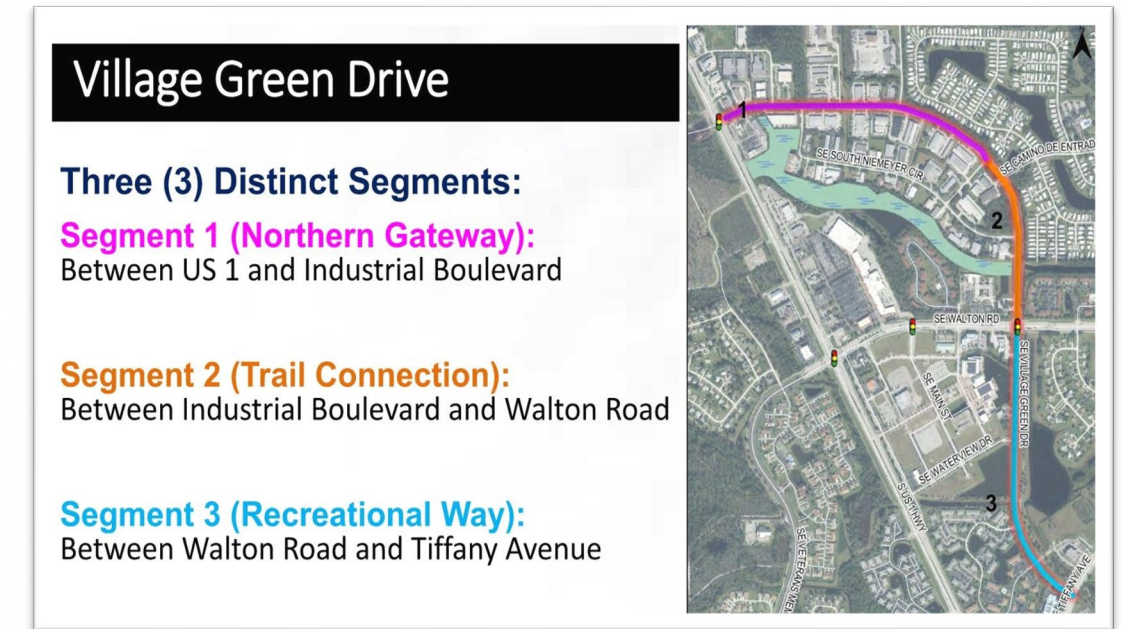 Village Green Drive
Three (3) Distinct Segments:
Segment 1 (Northern Gateway):
Between US 1 and Industrial Boulevard
Segment 2 (Trail Connection):
Between Industrial Boulevard and Walton Road
Segment 3 (Recreational Way):
Between Walton Road and Tiffany Avenue
N
1
SE SOUTH NIEMEYER CIR
SE CAMINO DE ENTRAD
2
SE WALTON RD
SE VILLAGE GREEN DR
SE MAIN ST
SE WATERVIEW DR
3
S US 1 HWY
SE VETERANS MEM
TIFFANY AVE